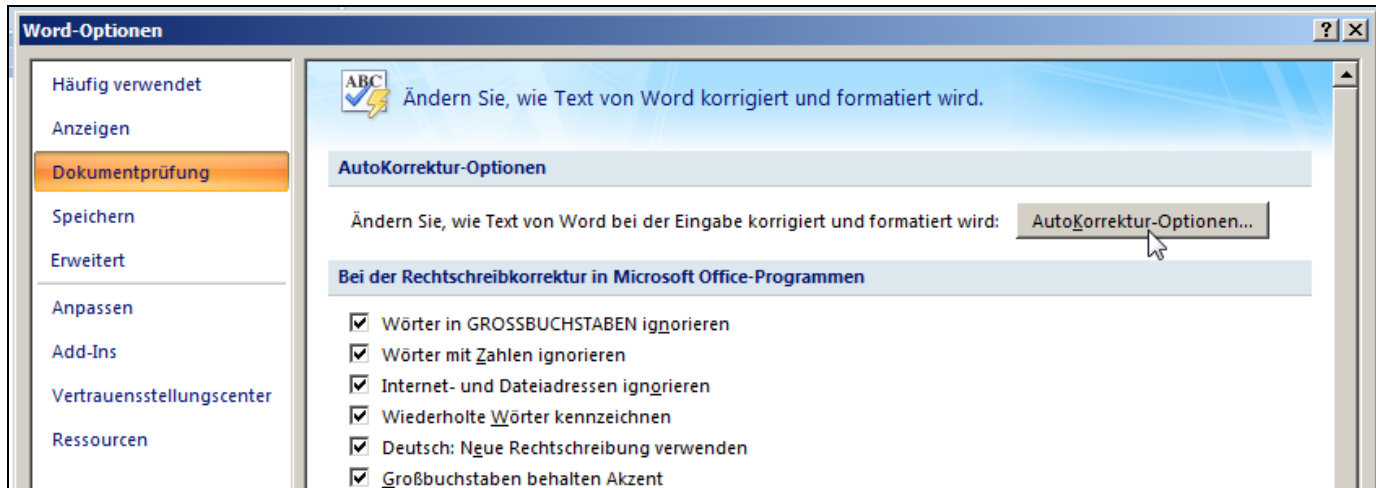 Word-Optionen
Häufig verwendet
Anzeigen
Dokumentprüfung
Speichern
Erweitert
Anpassen
Add-Ins
Vertrauensstellungscenter
Ressourcen
ABC
Ändern Sie, wie Text von Word korrigiert und formatiert wird.
AutoKorrektur-Optionen
Ändern Sie, wie Text von Word bei der Eingabe korrigiert und formatiert wird: AutoKorrektur-Optionen...
Bei der Rechtschreibkorrektur in Microsoft Office-Programmen
Wörter in GROSSBUCHSTABEN ignorieren
Wörter mit Zahlen ignorieren
Internet- und Dateiadressen ignorieren
Wiederholte Wörter kennzeichnen
Deutsch: Neue Rechtschreibung verwenden
Großbuchstaben behalten Akzent